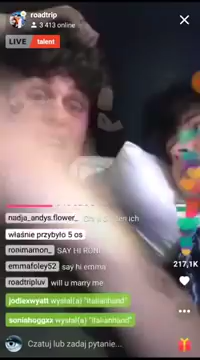 roadtrip
3 413 online
LIVE talent
nadja_andys.flower_
właśnie przybyło 5 os
ronimarnon_ SAY HI RONI
emmafoley52 say hi emma
roadtripluv will u marry me
jodiexwyatt wysłał(a) "italianhand"
soniahoggxx wysłał(a) "italianhand"
217,1K
Czatuj lub zadaj pytanie...